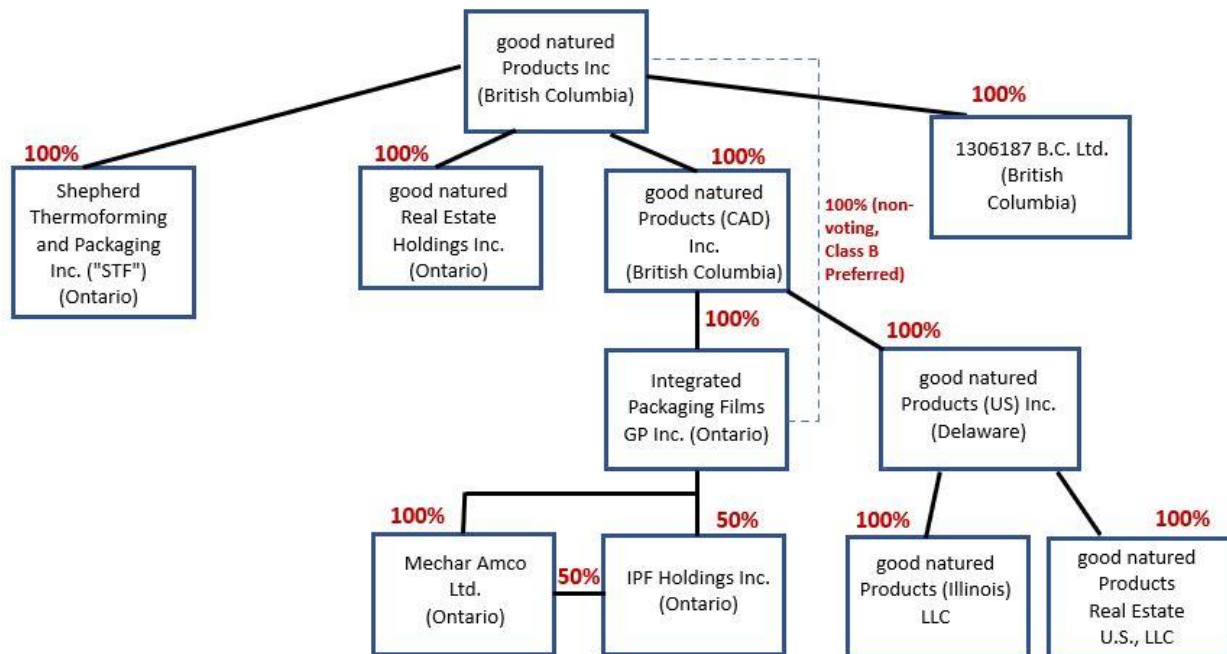 good natured
Products Inc
(British Columbia)
100%
1306187 B.C. Ltd.
(British
Columbia)
100%
Shepherd
Thermoforming
and Packaging
Inc. ("STF")
(Ontario)
100%
good natured
Real Estate
Holdings Inc.
(Ontario)
100%
good natured
Products (CAD)
Inc.
(British Columbia)
100% (non-
voting,
Class B
Preferred)
100%
Integrated
Packaging Films
GP Inc. (Ontario)
100%
good natured
Products (US) Inc.
(Delaware)
100%
Mechar Amco
Ltd.
(Ontario)
50%
50%
IPF Holdings Inc.
(Ontario)
100%
good natured
Products (Illinois)
LLC
100%
good natured
Products
Real Estate
U.S., LLC